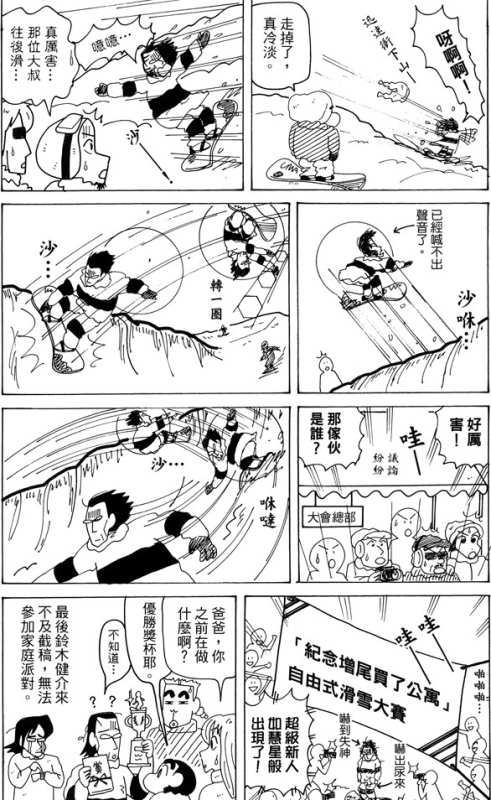 呀啊啊！
迅速衝下山
走掉了，
真冷淡。
噫噫…
真厲害…
那位大叔
往後滑…
沙…
已經喊不出
聲音了。
沙咻…
轉一圈
沙…
好厲害！
哇—
議論
紛紛
那傢伙
是誰？
大會總部
咻噠
沙…
哇—
哇—
「紀念增尾買了公寓」
自由式滑雪大賽
嚇出尿來
嚇到失神
超級新人
如慧星般
出現了！
爸爸，你
之前在做
什麼啊？
優勝獎杯耶。
不知道…
最後鈴木健介來
不及截稿，無法
參加家庭派對。